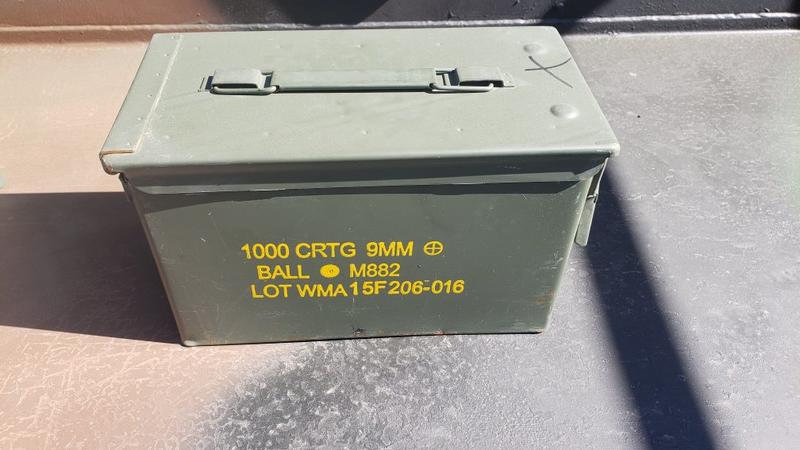 1000 CRTG 9MM ⊕
BALL ● M882
LOT WMA15F206-016